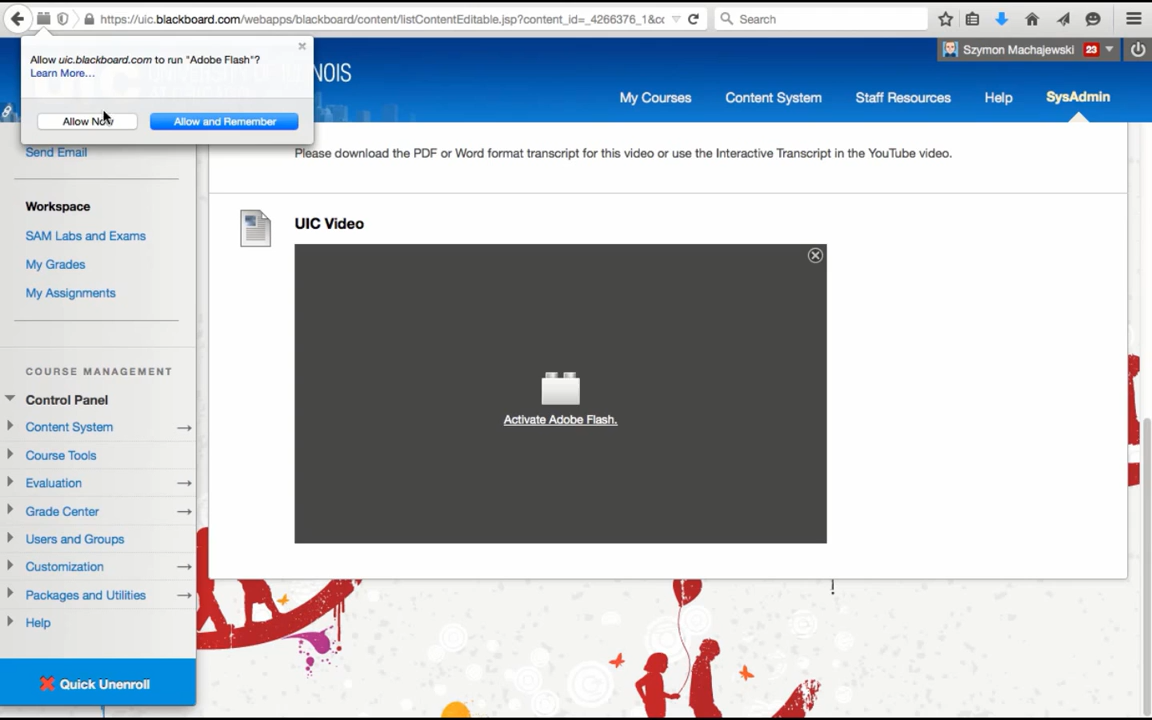 https://uic.blackboard.com/webapps/blackboard/content/listContentEditable.jsp?content_id=_4266376_1&cc
Search
Allow uic.blackboard.com to run "Adobe Flash"?
Learn More...
Allow Now
Allow and Remember
Szymon Machajewski 23
My Courses
Content System
Staff Resources
Help
SysAdmin
Send Email
Workspace
SAM Labs and Exams
My Grades
My Assignments
COURSE MANAGEMENT
Control Panel
Content System
Course Tools
Evaluation
Grade Center
Users and Groups
Customization
Packages and Utilities
Help
Quick Unenroll
Please download the PDF or Word format transcript for this video or use the Interactive Transcript in the YouTube video.
UIC Video
Activate Adobe Flash.